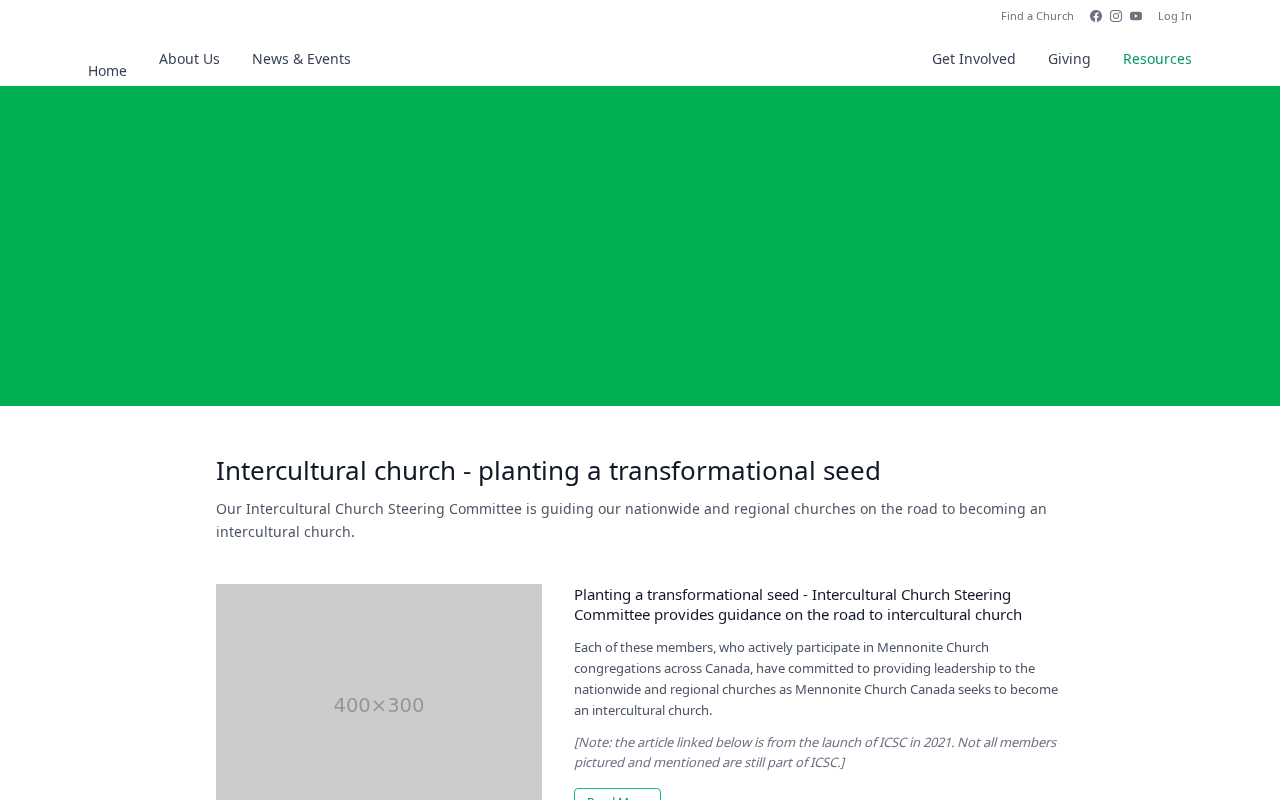 Find a Church
Log In
Home
About Us
News & Events
Get Involved
Giving
Resources
Intercultural church - planting a transformational seed
Our Intercultural Church Steering Committee is guiding our nationwide and regional churches on the road to becoming an
intercultural church.
400×300
Planting a transformational seed - Intercultural Church Steering
Committee provides guidance on the road to intercultural church
Each of these members, who actively participate in Mennonite Church
congregations across Canada, have committed to providing leadership to the
nationwide and regional churches as Mennonite Church Canada seeks to become
an intercultural church.
[Note: the article linked below is from the launch of ICSC in 2021. Not all members
pictured and mentioned are still part of ICSC.]